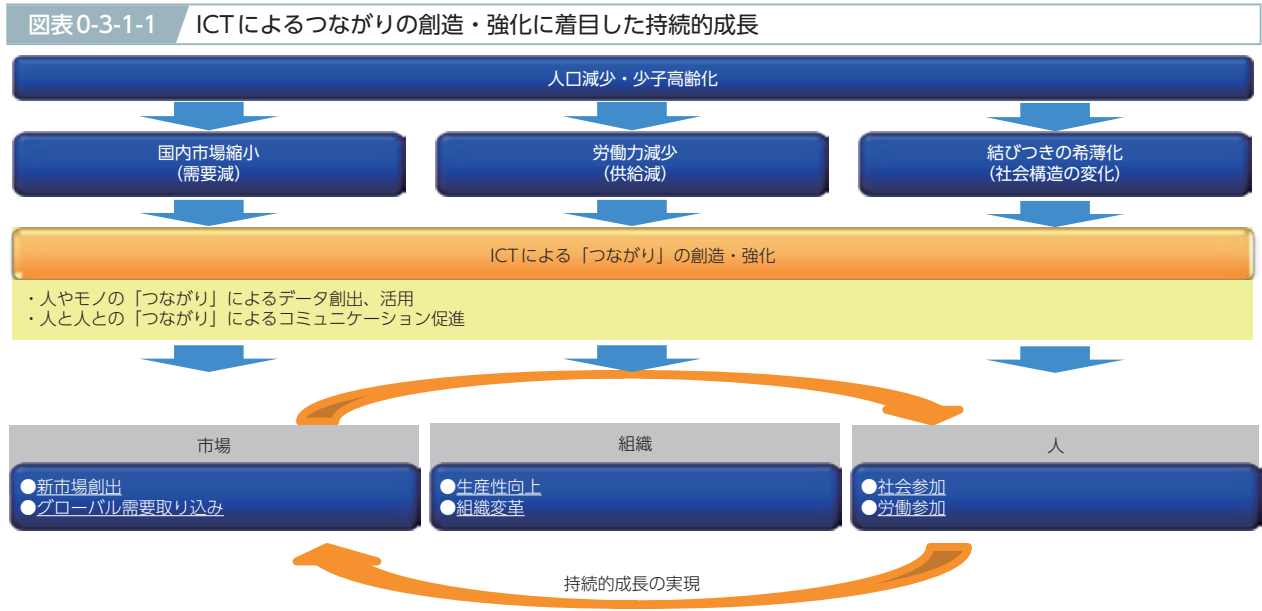 図表0-3-1-1 ICTによるつながりの創造・強化に着目した持続的成長
人口減少・少子高齢化
国内市場縮小
(需要減)
労働力減少
(供給減)
結びつきの希薄化
(社会構造の変化)
ICTによる「つながり」の創造・強化
・人やモノの「つながり」によるデータ創出、活用
・人と人との「つながり」によるコミュニケーション促進
市場
●新市場創出
●グローバル需要取り込み
組織
●生産性向上
●組織変革
人
●社会参加
●労働参加
持続的成長の実現